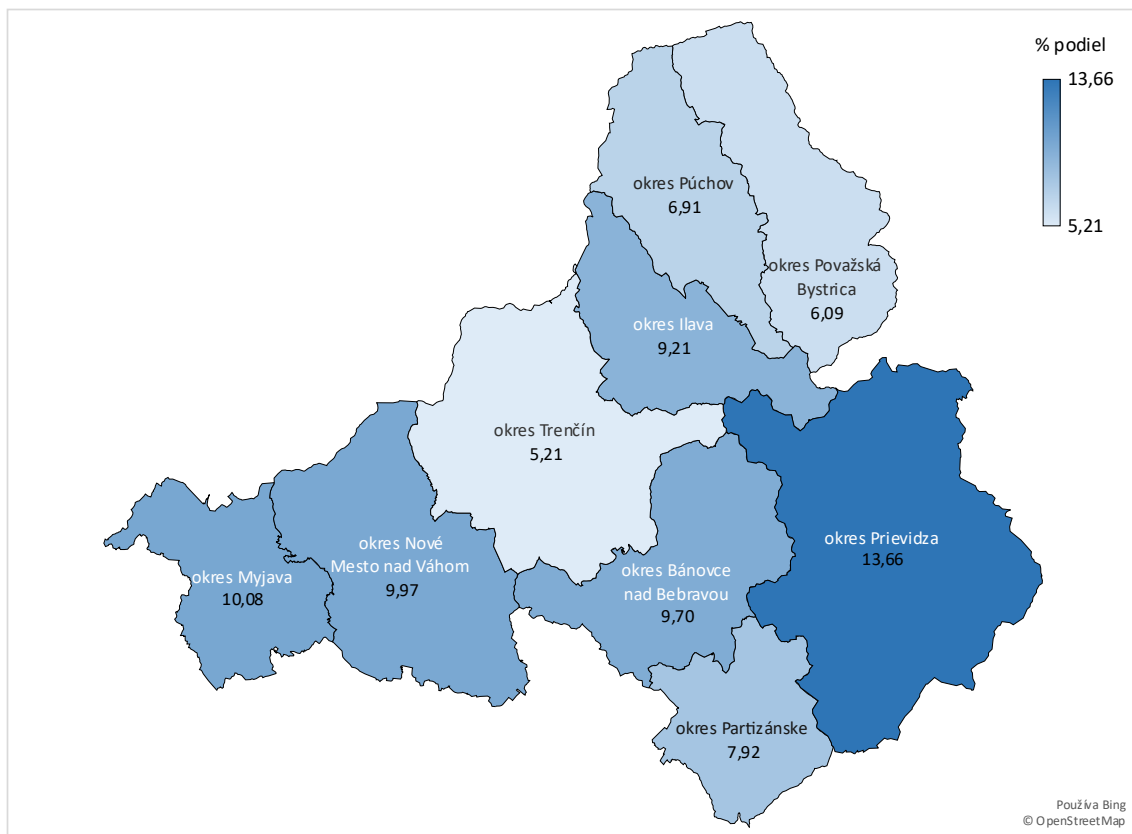 % podiel
13,66
5,21
okres Púchov
6,91
okres Považská
Bystrica
6,09
okres Ilava
9,21
okres Trenčín
5,21
okres Prievidza
13,66
okres Nové
Mesto nad Váhom
9,97
okres Myjava
10,08
okres Bánovce
nad Bebravou
9,70
okres Partizánske
7,92
Používa Bing
© OpenStreetMap